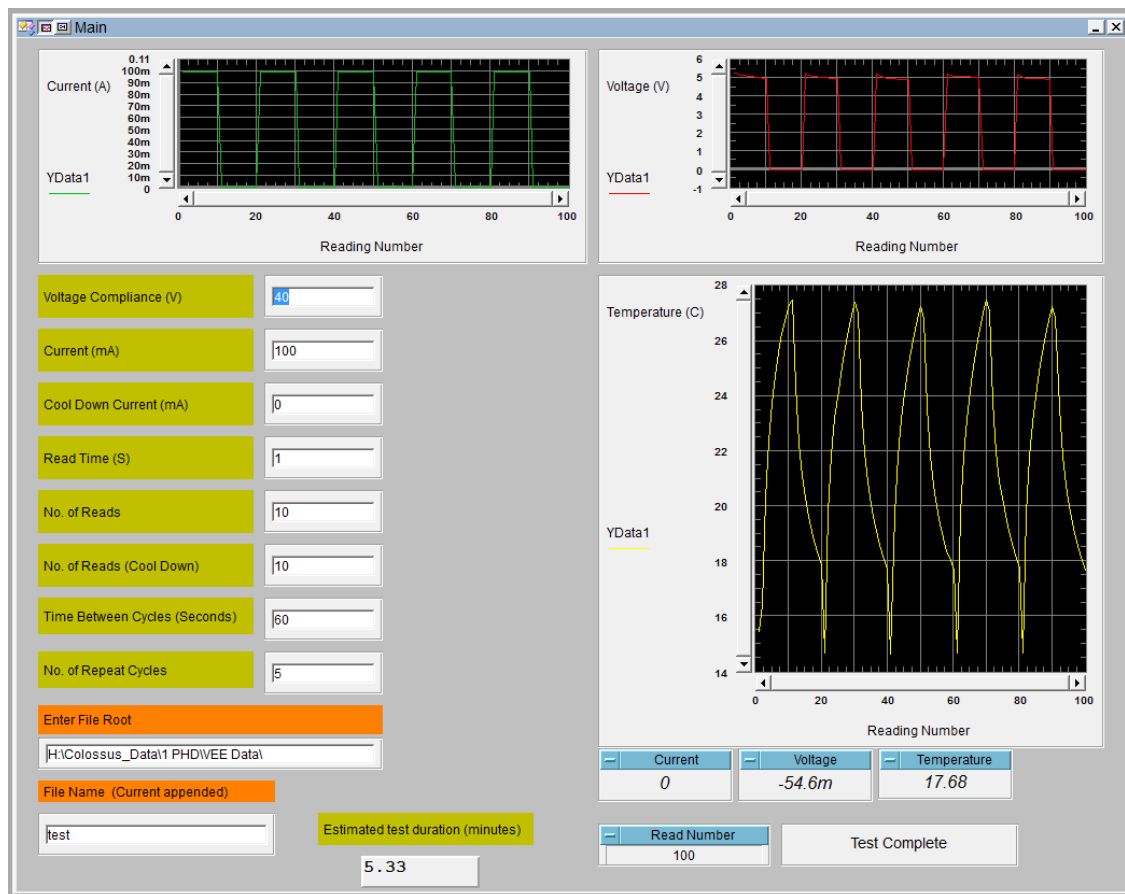 Main
Current (A)
0.11
100m
90m
80m
70m
60m
50m
40m
30m
20m
10m
0
YData1
0 20 40 60 80 100
Reading Number
Voltage (V)
6
5
4
3
2
1
0
-1
YData1
0 20 40 60 80 100
Reading Number
Voltage Compliance (V) 40
Current (mA) 100
Cool Down Current (mA) 0
Read Time (S) 1
No. of Reads 10
No. of Reads (Cool Down) 10
Time Between Cycles (Seconds) 60
No. of Repeat Cycles 5
Enter File Root
H:\Colossus_Data\1 PHD\VEE Data\
File Name (Current appended)
test
Estimated test duration (minutes)
5.33
Temperature (C)
28
26
24
22
20
18
16
14
YData1
0 20 40 60 80 100
Reading Number
Current Voltage Temperature
0 -54.6m 17.68
Read Number
100
Test Complete